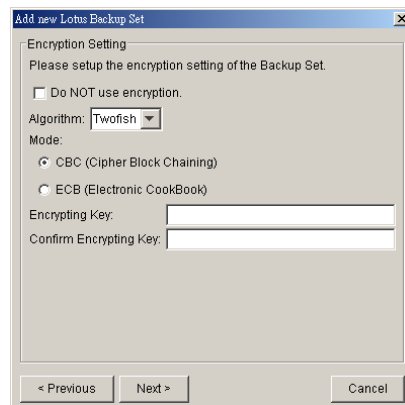 Add new Lotus Backup Set
Encryption Setting
Please setup the encryption setting of the Backup Set.
Do NOT use encryption.
Algorithm: Twofish
Mode:
CBC (Cipher Block Chaining)
ECB (Electronic CookBook)
Encrypting Key:
Confirm Encrypting Key:
< Previous Next > Cancel